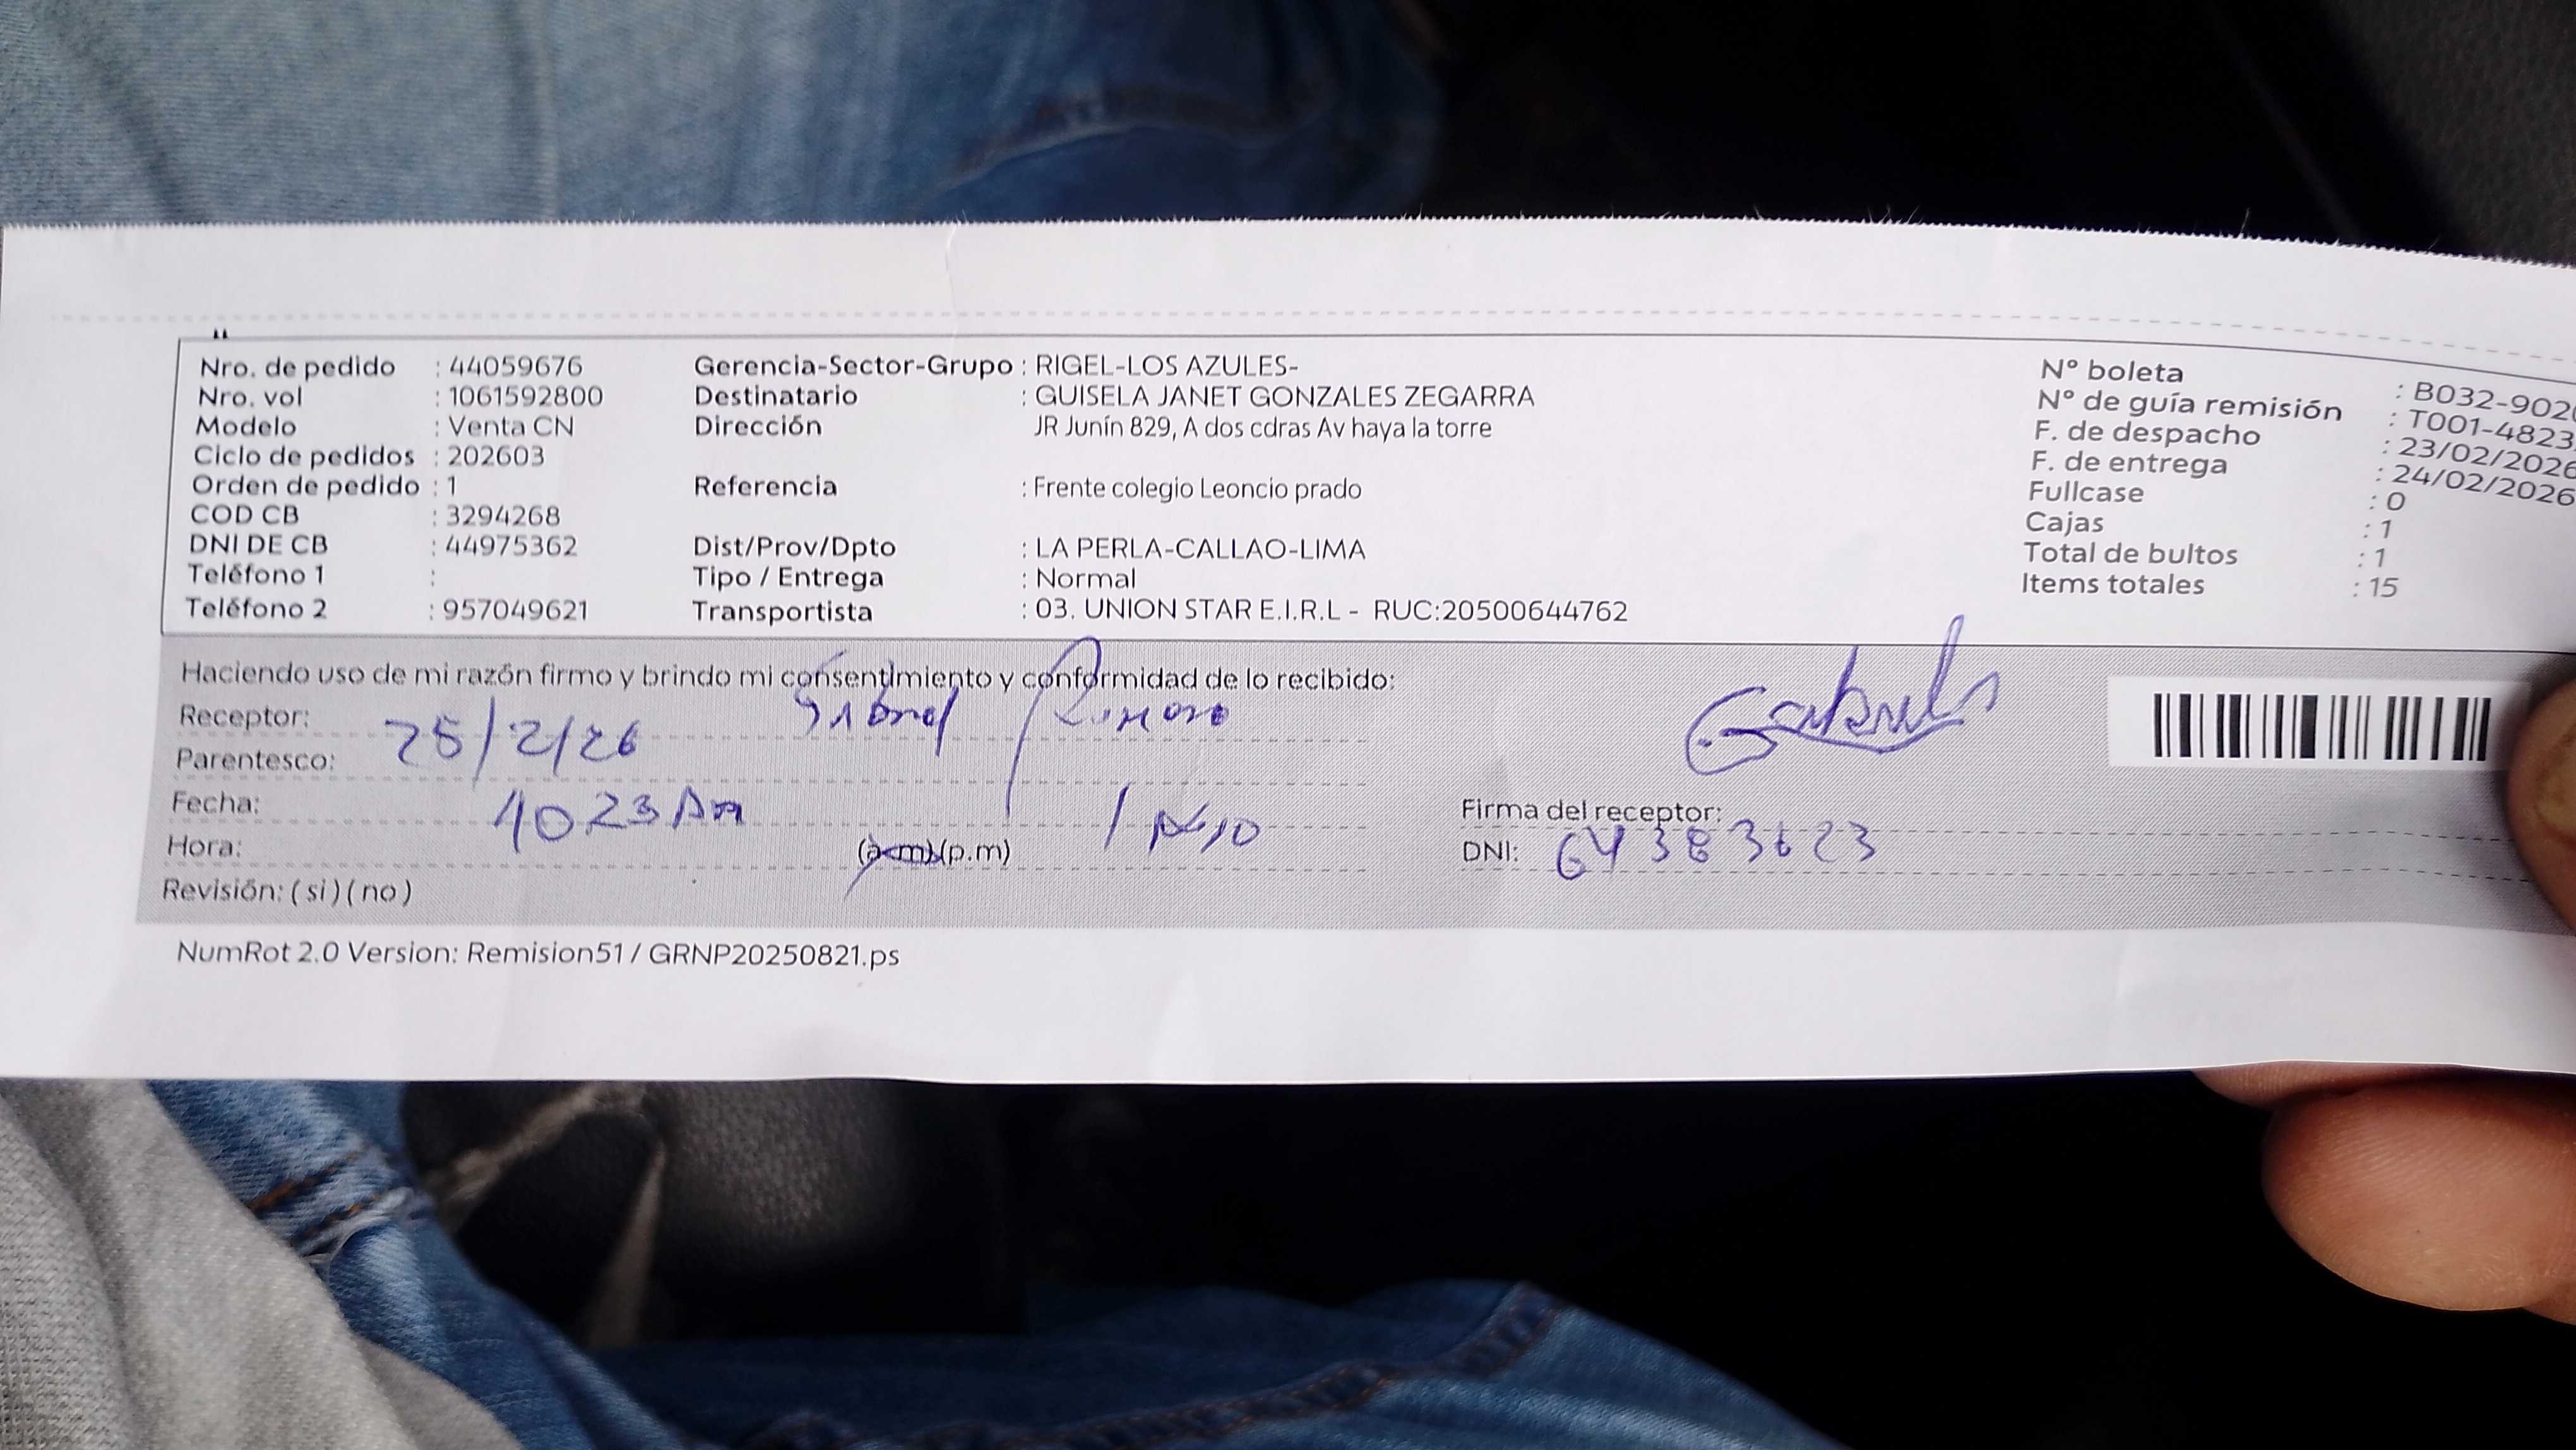 Nro. de pedido : 44059676
Nro. vol : 1061592800
Modelo : Venta CN
Ciclo de pedidos : 202603
Orden de pedido : 1
COD CB : 3294268
DNI DE CB : 44975362
Teléfono 1 :
Teléfono 2 : 957049621
Gerencia-Sector-Grupo : RIGEL-LOS AZULES-
Destinatario : GUISELA JANET GONZALES ZEGARRA
Dirección JR Junín 829, A dos cdras Av haya la torre
Referencia : Frente colegio Leoncio prado
Dist/Prov/Dpto : LA PERLA-CALLAO-LIMA
Tipo / Entrega : Normal
Transportista : 03. UNION STAR E.I.R.L - RUC:20500644762
Nº boleta : B032-902
Nº de guía remisión : T001-4823
F. de despacho : 23/02/2026
F. de entrega : 24/02/2026
Fullcase : 0
Cajas : 1
Total de bultos : 1
Items totales : 15
Haciendo uso de mi razón firmo y brindo mi consentimiento y conformidad de lo recibido:
Receptor:
25/2/26
Parentesco:
Fecha:
1023 Am
Hora: (a.m)(p.m)
Revisión: ( si ) ( no )
Firma del receptor:
DNI:
NumRot 2.0 Version: Remision51 / GRNP20250821.ps